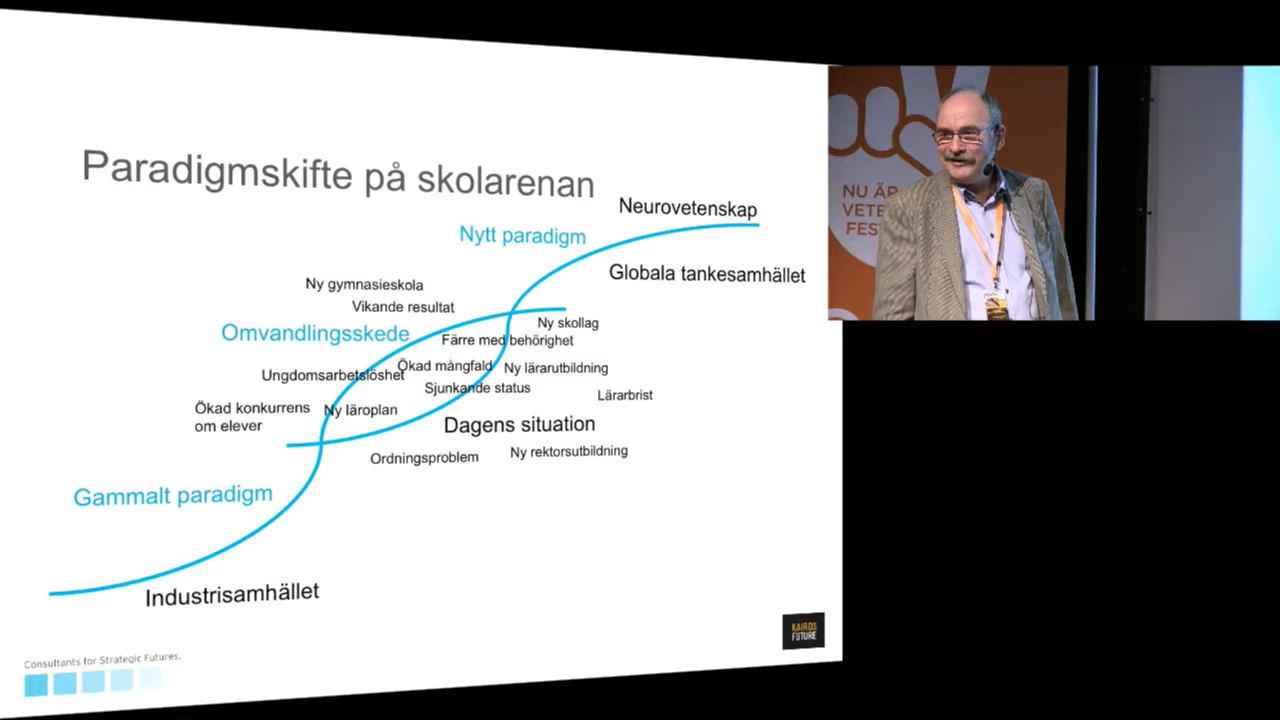 Paradigmskifte på skolarenan
Neurovetenskap
Nytt paradigm
Globala tankesamhället
Ny gymnasieskola
Vikande resultat
Omvandlingsskede
Ny skollag
Färre med behörighet
Ökad mångfald
Ny lärarutbildning
Ungdomsarbetslöshet
Sjunkande status
Lärarbrist
Ökad konkurrens
om elever
Ny läroplan
Dagens situation
Ordningsproblem
Ny rektorsutbildning
Gammalt paradigm
Industrisamhället
Consultants for Strategic Futures.
KAIROS
FUTURE
NU ÄR